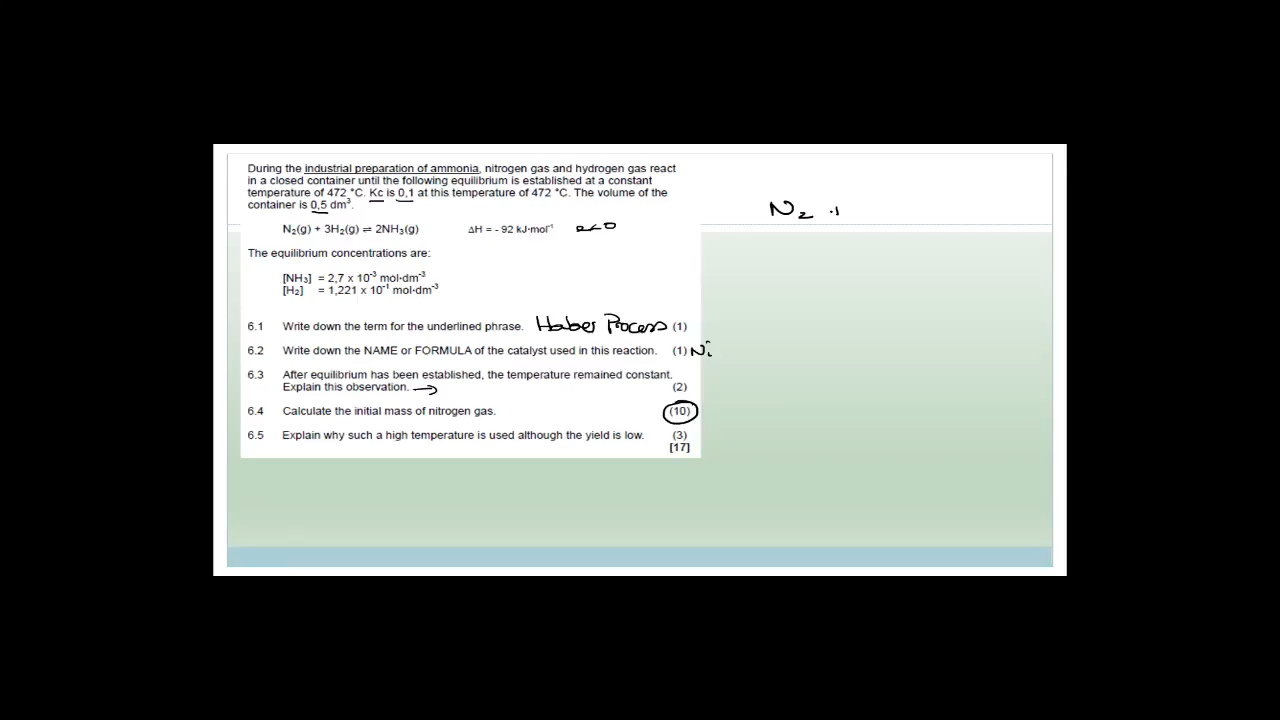 During the industrial preparation of ammonia, nitrogen gas and hydrogen gas react
in a closed container until the following equilibrium is established at a constant
temperature of 472 °C. Kc is 0,1 at this temperature of 472 °C. The volume of the
container is 0,5 dm³.
N₂ +
N₂(g) + 3H₂(g) ⇌ 2NH₃(g) ΔH = - 92 kJ·mol⁻¹
The equilibrium concentrations are:
[NH₃] = 2,7 x 10⁻³ mol·dm⁻³
[H₂] = 1,221 x 10⁻¹ mol·dm⁻³
6.1 Write down the term for the underlined phrase. Haber Process (1)
6.2 Write down the NAME or FORMULA of the catalyst used in this reaction. (1) Ni
6.3 After equilibrium has been established, the temperature remained constant.
Explain this observation. → (2)
6.4 Calculate the initial mass of nitrogen gas. (10)
6.5 Explain why such a high temperature is used although the yield is low. (3)
[17]